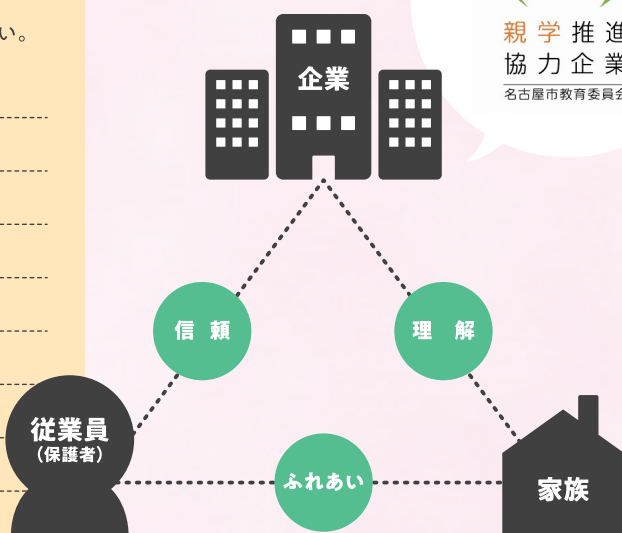 い。
親学推進
協力企業
名古屋市教育委員会
企業
信頼
理解
従業員
(保護者)
ふれあい
家族